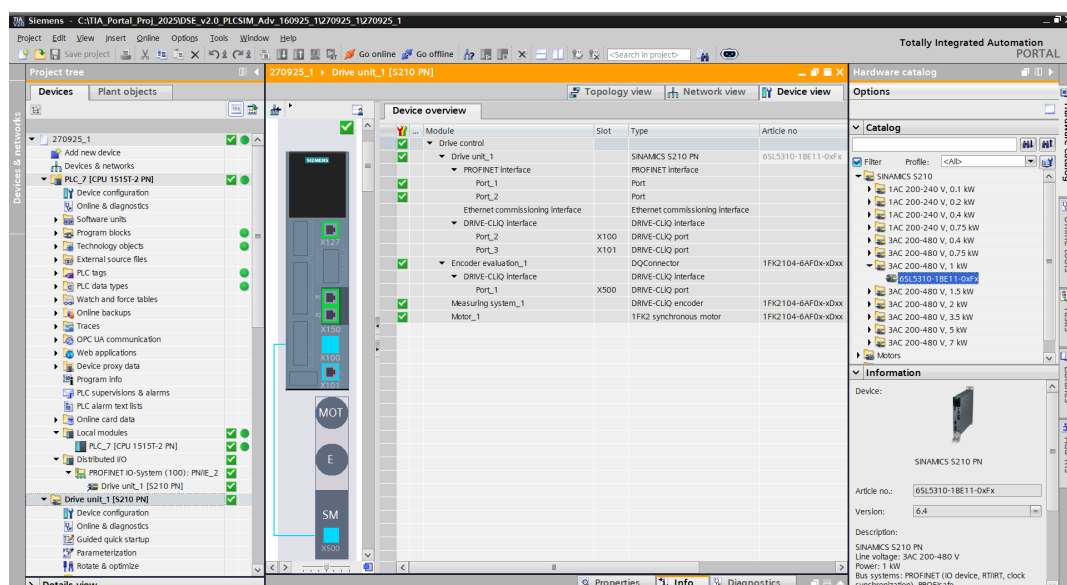 Siemens - C:\TIA_Portal_Proj_2025\DSE_v2.0_PLCSIM_Adv_160925_1\270925_1\270925_1
Project Edit View Insert Online Options Tools Window Help
Totally Integrated Automation
PORTAL
Save project
Go online
Go offline
<Search in project>
Project tree
270925_1 › Drive unit_1 [S210 PN]
Hardware catalog
Devices
Plant objects
Topology view
Network view
Device view
Options
Device overview
Devices & networks
... Module Slot Type Article no
Drive control
Drive unit_1 SINAMICS S210 PN 6SL5310-1BE11-0xFx
PROFINET interface PROFINET interface
Port_1 Port
Port_2 Port
Ethernet commissioning interface Ethernet commissioning interface
DRIVE-CLiQ interface DRIVE-CLiQ interface
Port_2 X100 DRIVE-CLiQ port
Port_3 X101 DRIVE-CLiQ port
Encoder evaluation_1 DQConnector 1FK2104-6AF0x-xDxx
DRIVE-CLiQ interface DRIVE-CLiQ interface
Port_1 X500 DRIVE-CLiQ port
Measuring system_1 DRIVE-CLiQ encoder 1FK2104-6AF0x-xDxx
Motor_1 1FK2 synchronous motor 1FK2104-6AF0x-xDxx
270925_1
Add new device
Devices & networks
PLC_7 [CPU 1515T-2 PN]
Device configuration
Online & diagnostics
Software units
Program blocks
Technology objects
External source files
PLC tags
PLC data types
Watch and force tables
Online backups
Traces
OPC UA communication
Web applications
Device proxy data
Program info
PLC supervisions & alarms
PLC alarm text lists
Online card data
Local modules
PLC_7 [CPU 1515T-2 PN]
Distributed I/O
PROFINET IO-System (100): PN/IE_2
Drive unit_1 [S210 PN]
Drive unit_1 [S210 PN]
Device configuration
Online & diagnostics
Guided quick startup
Parameterization
Rotate & optimize
Details view
SIEMENS
X127
X150
X100
X101
MOT
E
SM
X500
Catalog
Filter Profile: <All>
SINAMICS S210
1AC 200-240 V, 0.1 kW
1AC 200-240 V, 0.2 kW
1AC 200-240 V, 0.4 kW
1AC 200-240 V, 0.75 kW
3AC 200-480 V, 0.4 kW
3AC 200-480 V, 0.75 kW
3AC 200-480 V, 1 kW
6SL5310-1BE11-0xFx
3AC 200-480 V, 1.5 kW
3AC 200-480 V, 2 kW
3AC 200-480 V, 3.5 kW
3AC 200-480 V, 5 kW
3AC 200-480 V, 7 kW
Motors
Information
Device:
SINAMICS S210 PN
Article no.: 6SL5310-1BE11-0xFx
Version: 6.4
Description:
SINAMICS S210 PN
Line voltage: 3AC 200-480 V
Power: 1 kW
Bus systems: PROFINET (IO device, RT/IRT, clock
synchronization), PROFIsafe
Properties
Info
Diagnostics